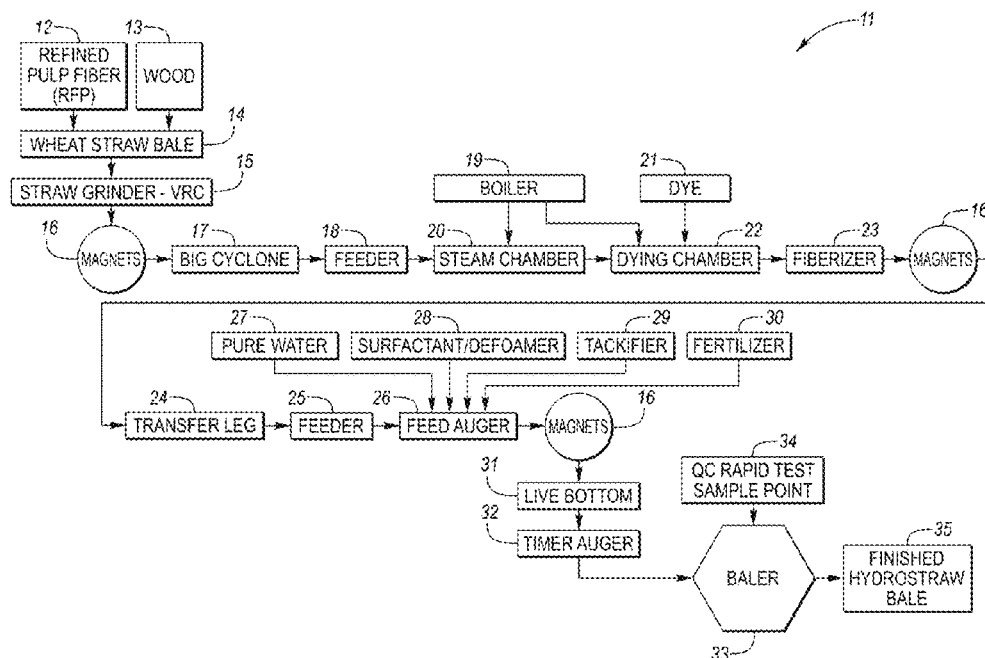 11
12
13
REFINED
PULP FIBER
(RFP)
WOOD
14
WHEAT STRAW BALE
15
STRAW GRINDER - VRC
16
MAGNETS
17
BIG CYCLONE
18
FEEDER
19
BOILER
20
STEAM CHAMBER
21
DYE
22
DYING CHAMBER
23
FIBERIZER
16
MAGNETS
27
PURE WATER
28
SURFACTANT/DEFOAMER
29
TACKIFIER
30
FERTILIZER
24
TRANSFER LEG
25
FEEDER
26
FEED AUGER
16
MAGNETS
31
LIVE BOTTOM
32
TIMER AUGER
34
QC RAPID TEST
SAMPLE POINT
BALER
33
35
FINISHED
HYDROSTRAW
BALE